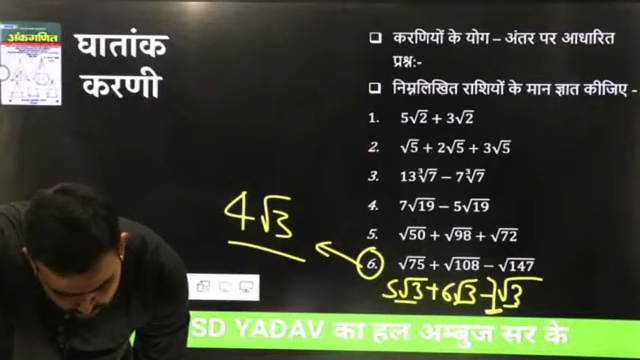 अंकगणित
घातांक
करणी
❑ करणियों के योग – अंतर पर आधारित
प्रश्न:-
❑ निम्नलिखित राशियों के मान ज्ञात कीजिए -
1. 5√2 + 3√2
2. √5 + 2√5 + 3√5
3. 13∛7 − 7∛7
4. 7√19 − 5√19
5. √50 + √98 + √72
6. √75 + √108 − √147
5√3 + 6√3 − 7√3
4√3
SD YADAV का हल अम्बुज सर के